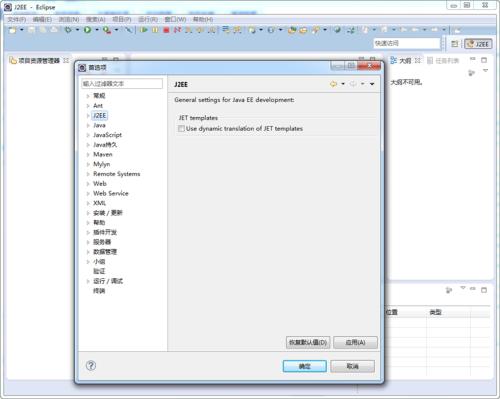 J2EE - Eclipse
文件(F) 编辑(E) 浏览(N) 搜索(A) 项目(P) 运行(R) 窗口(W) 帮助(H)
快速访问
J2EE
项目资源管理器
大纲 任务列表
大纲不可用。
首选项
输入过滤器文本
J2EE
常规
Ant
J2EE
Java
JavaScript
Java持久
Maven
Mylyn
Remote Systems
Web
Web Service
XML
安装/更新
帮助
插件开发
服务器
数据管理
小组
验证
运行/调试
终端
General settings for Java EE development:
JET templates
Use dynamic translation of JET templates
恢复默认值(D) 应用(A)
确定 取消
位置 类型